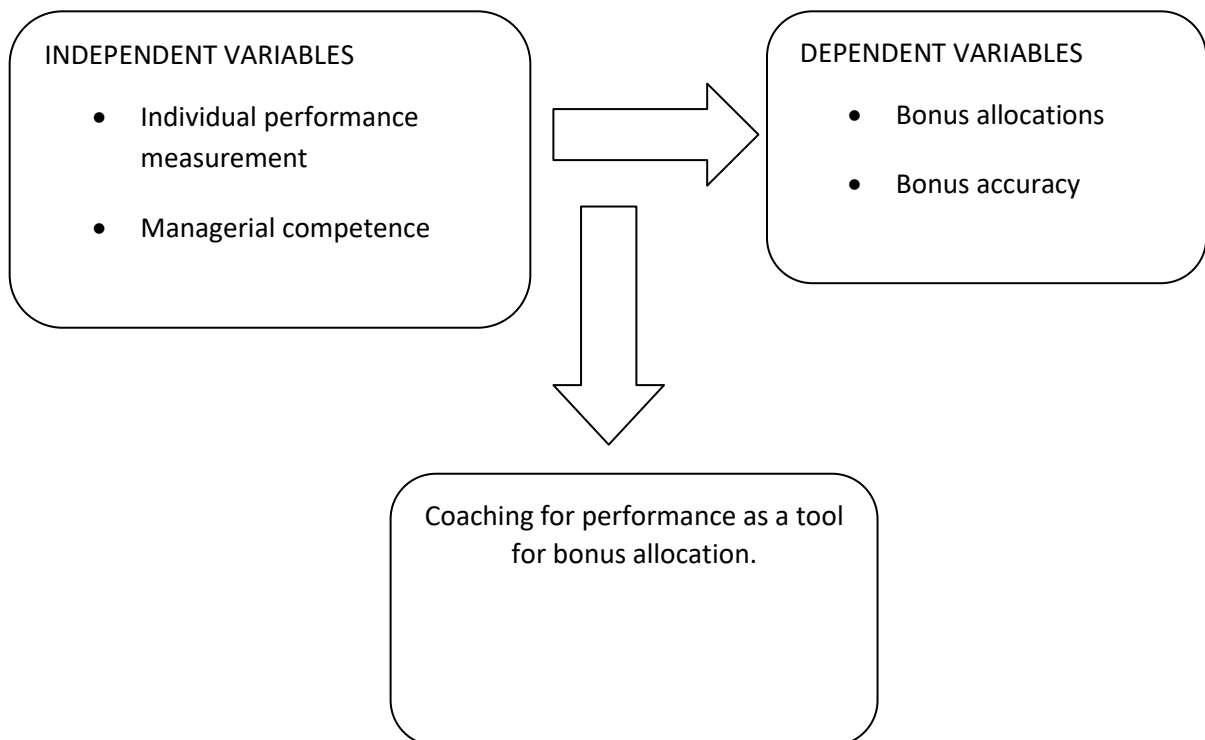 INDEPENDENT VARIABLES
• Individual performance
measurement
• Managerial competence
DEPENDENT VARIABLES
• Bonus allocations
• Bonus accuracy
Coaching for performance as a tool
for bonus allocation.